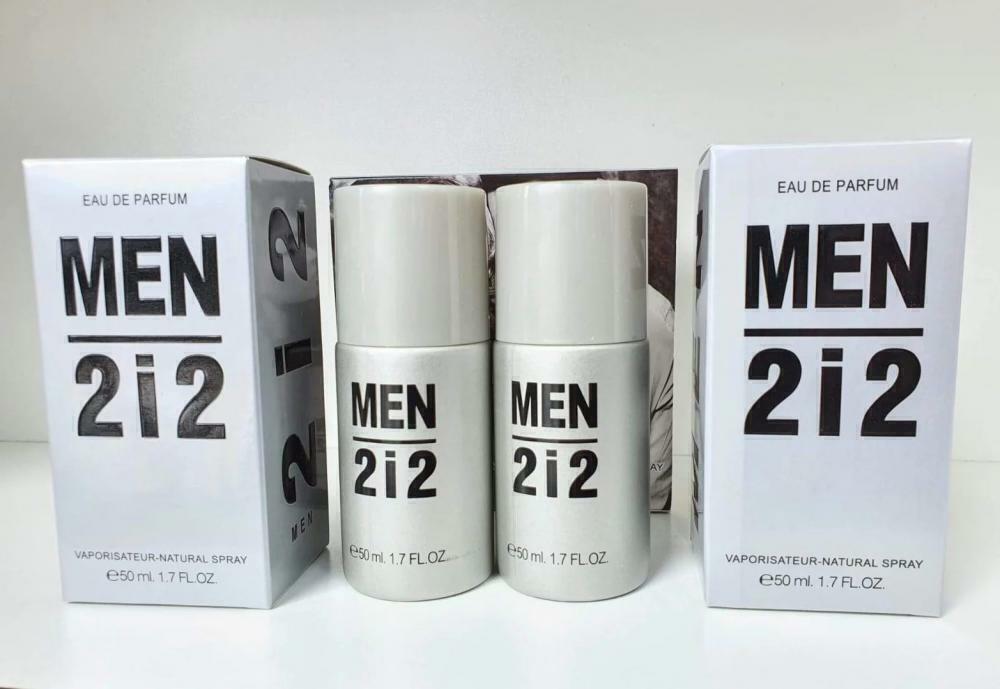 EAU DE PARFUM
MEN
2i2
VAPORISATEUR-NATURAL SPRAY
℮50 ml. 1.7 FL.OZ.
2i2
MEN
MEN
2i2
℮50 ml. 1.7 FL.OZ.
MEN
2i2
℮50 ml. 1.7 FL.OZ.
AY
EAU DE PARFUM
MEN
2i2
VAPORISATEUR-NATURAL SPRAY
℮50 ml. 1.7 FL.OZ.